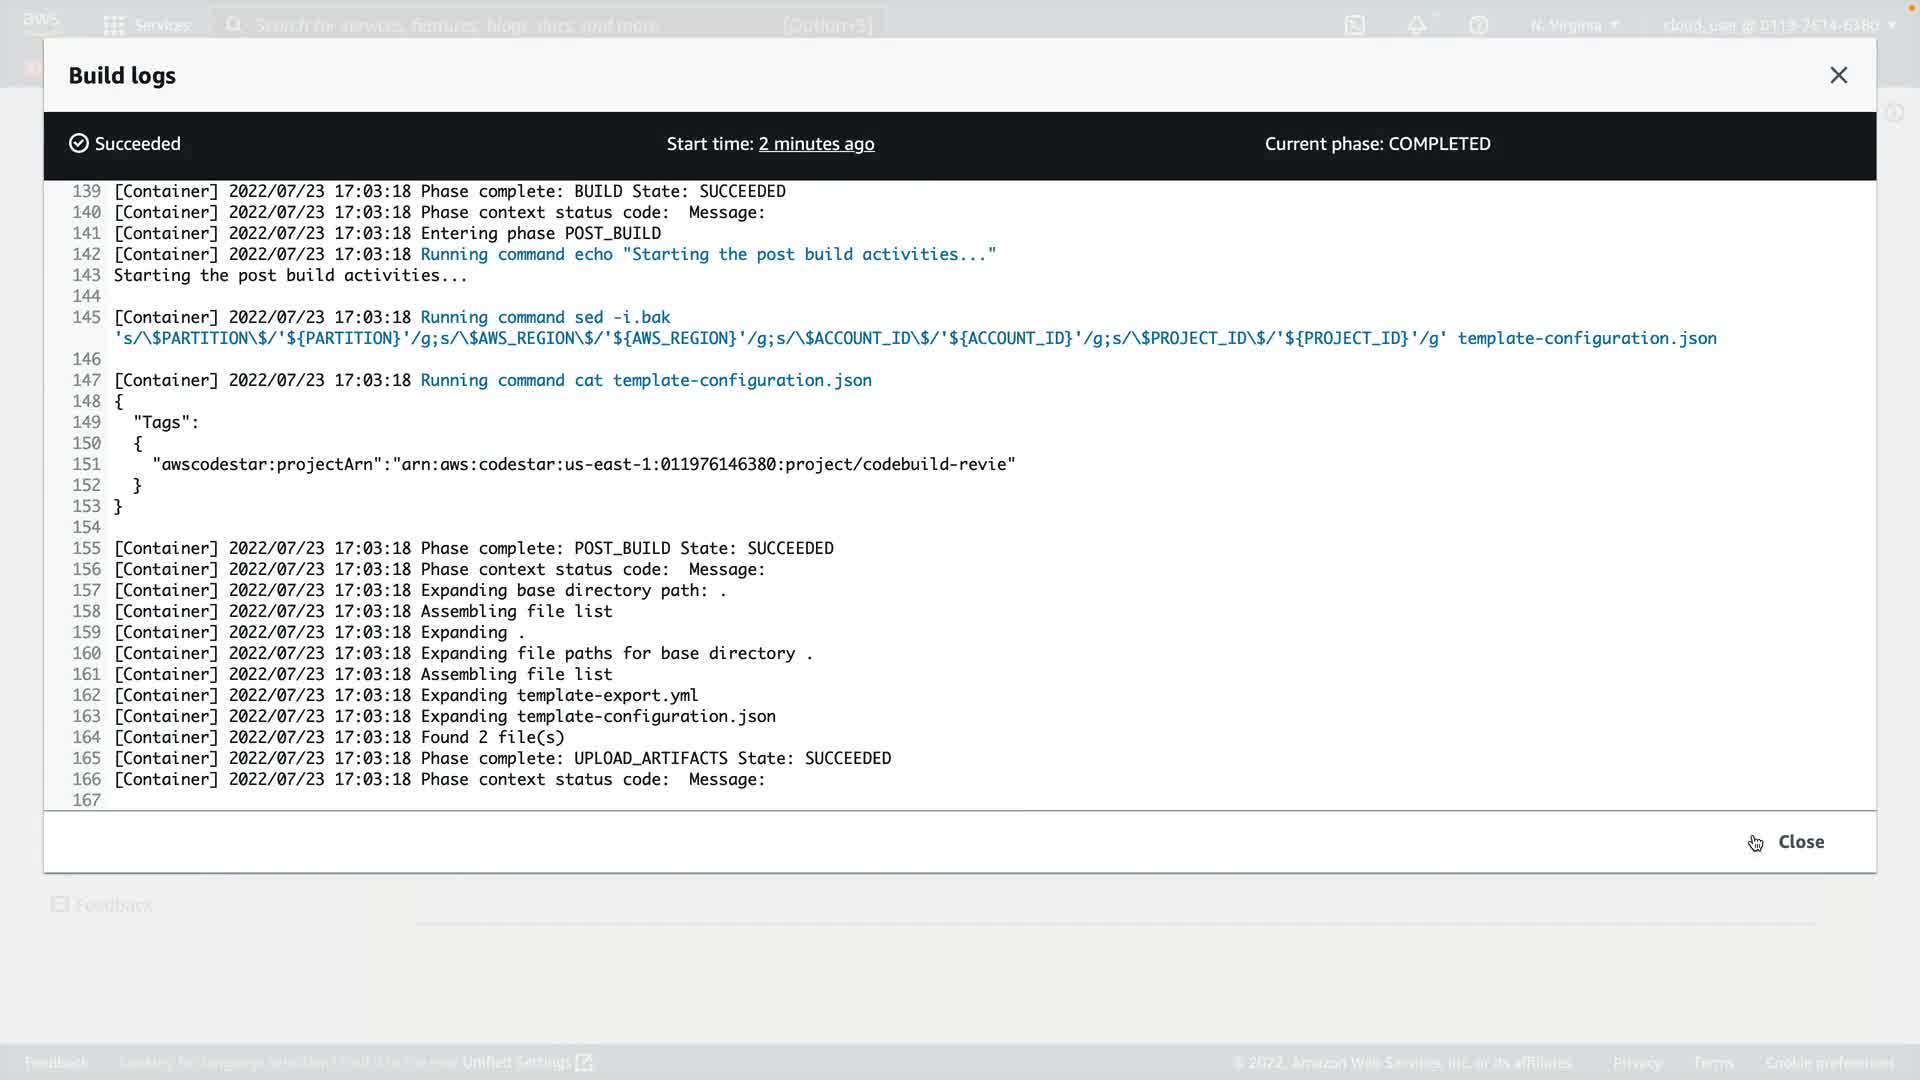 aws
Services
Search for services, features, blogs, docs, and more
[Option+S]
N. Virginia
cloud_user @ 0119-7614-6380
Build logs
Succeeded
Start time: 2 minutes ago
Current phase: COMPLETED
139 [Container] 2022/07/23 17:03:18 Phase complete: BUILD State: SUCCEEDED
140 [Container] 2022/07/23 17:03:18 Phase context status code:  Message:
141 [Container] 2022/07/23 17:03:18 Entering phase POST_BUILD
142 [Container] 2022/07/23 17:03:18 Running command echo "Starting the post build activities..."
143 Starting the post build activities...
144
145 [Container] 2022/07/23 17:03:18 Running command sed -i.bak
's/\$PARTITION\$/'${PARTITION}'/g;s/\$AWS_REGION\$/'${AWS_REGION}'/g;s/\$ACCOUNT_ID\$/'${ACCOUNT_ID}'/g;s/\$PROJECT_ID\$/'${PROJECT_ID}'/g' template-configuration.json
146
147 [Container] 2022/07/23 17:03:18 Running command cat template-configuration.json
148 {
149   "Tags":
150   {
151     "awscodestar:projectArn":"arn:aws:codestar:us-east-1:011976146380:project/codebuild-revie"
152   }
153 }
154
155 [Container] 2022/07/23 17:03:18 Phase complete: POST_BUILD State: SUCCEEDED
156 [Container] 2022/07/23 17:03:18 Phase context status code:  Message:
157 [Container] 2022/07/23 17:03:18 Expanding base directory path: .
158 [Container] 2022/07/23 17:03:18 Assembling file list
159 [Container] 2022/07/23 17:03:18 Expanding .
160 [Container] 2022/07/23 17:03:18 Expanding file paths for base directory .
161 [Container] 2022/07/23 17:03:18 Assembling file list
162 [Container] 2022/07/23 17:03:18 Expanding template-export.yml
163 [Container] 2022/07/23 17:03:18 Expanding template-configuration.json
164 [Container] 2022/07/23 17:03:18 Found 2 file(s)
165 [Container] 2022/07/23 17:03:18 Phase complete: UPLOAD_ARTIFACTS State: SUCCEEDED
166 [Container] 2022/07/23 17:03:18 Phase context status code:  Message:
167
Close
Feedback
Feedback
Looking for language selection? Find it in the new Unified Settings
© 2022, Amazon Web Services, Inc. or its affiliates.
Privacy
Terms
Cookie preferences